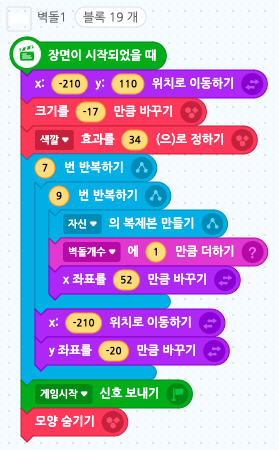 벽돌1 블록 19 개
장면이 시작되었을 때
x: -210 y: 110 위치로 이동하기
크기를 -17 만큼 바꾸기
색깔 효과를 34 (으)로 정하기
7 번 반복하기
9 번 반복하기
자신 의 복제본 만들기
벽돌개수 에 1 만큼 더하기 ?
x 좌표를 52 만큼 바꾸기
x: -210 위치로 이동하기
y 좌표를 -20 만큼 바꾸기
게임시작 신호 보내기
모양 숨기기